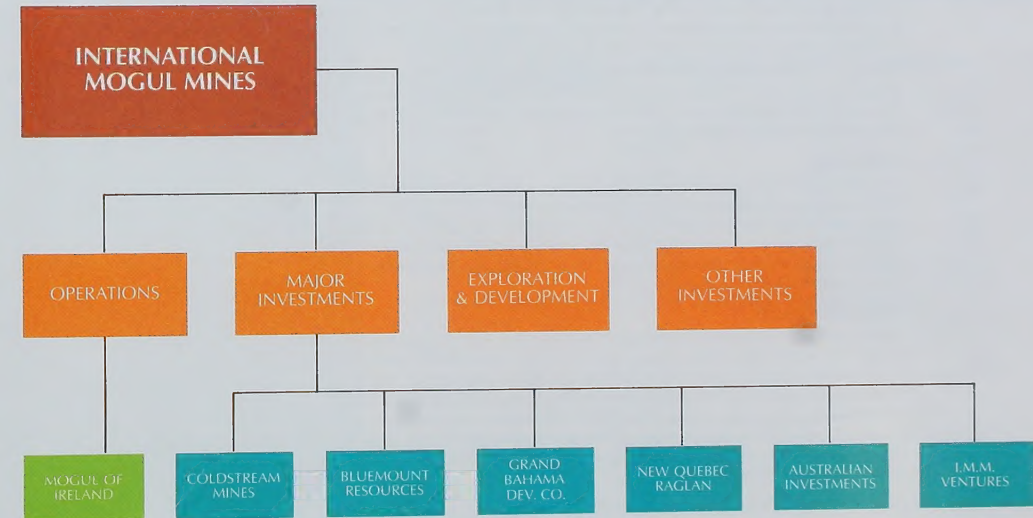 INTERNATIONAL
MOGUL MINES
OPERATIONS
MAJOR
INVESTMENTS
EXPLORATION
& DEVELOPMENT
OTHER
INVESTMENTS
MOGUL OF
IRELAND
COLDSTREAM
MINES
BLUEMOUNT
RESOURCES
GRAND
BAHAMA
DEV. CO.
NEW QUEBEC
RAGLAN
AUSTRALIAN
INVESTMENTS
I.M.M.
VENTURES